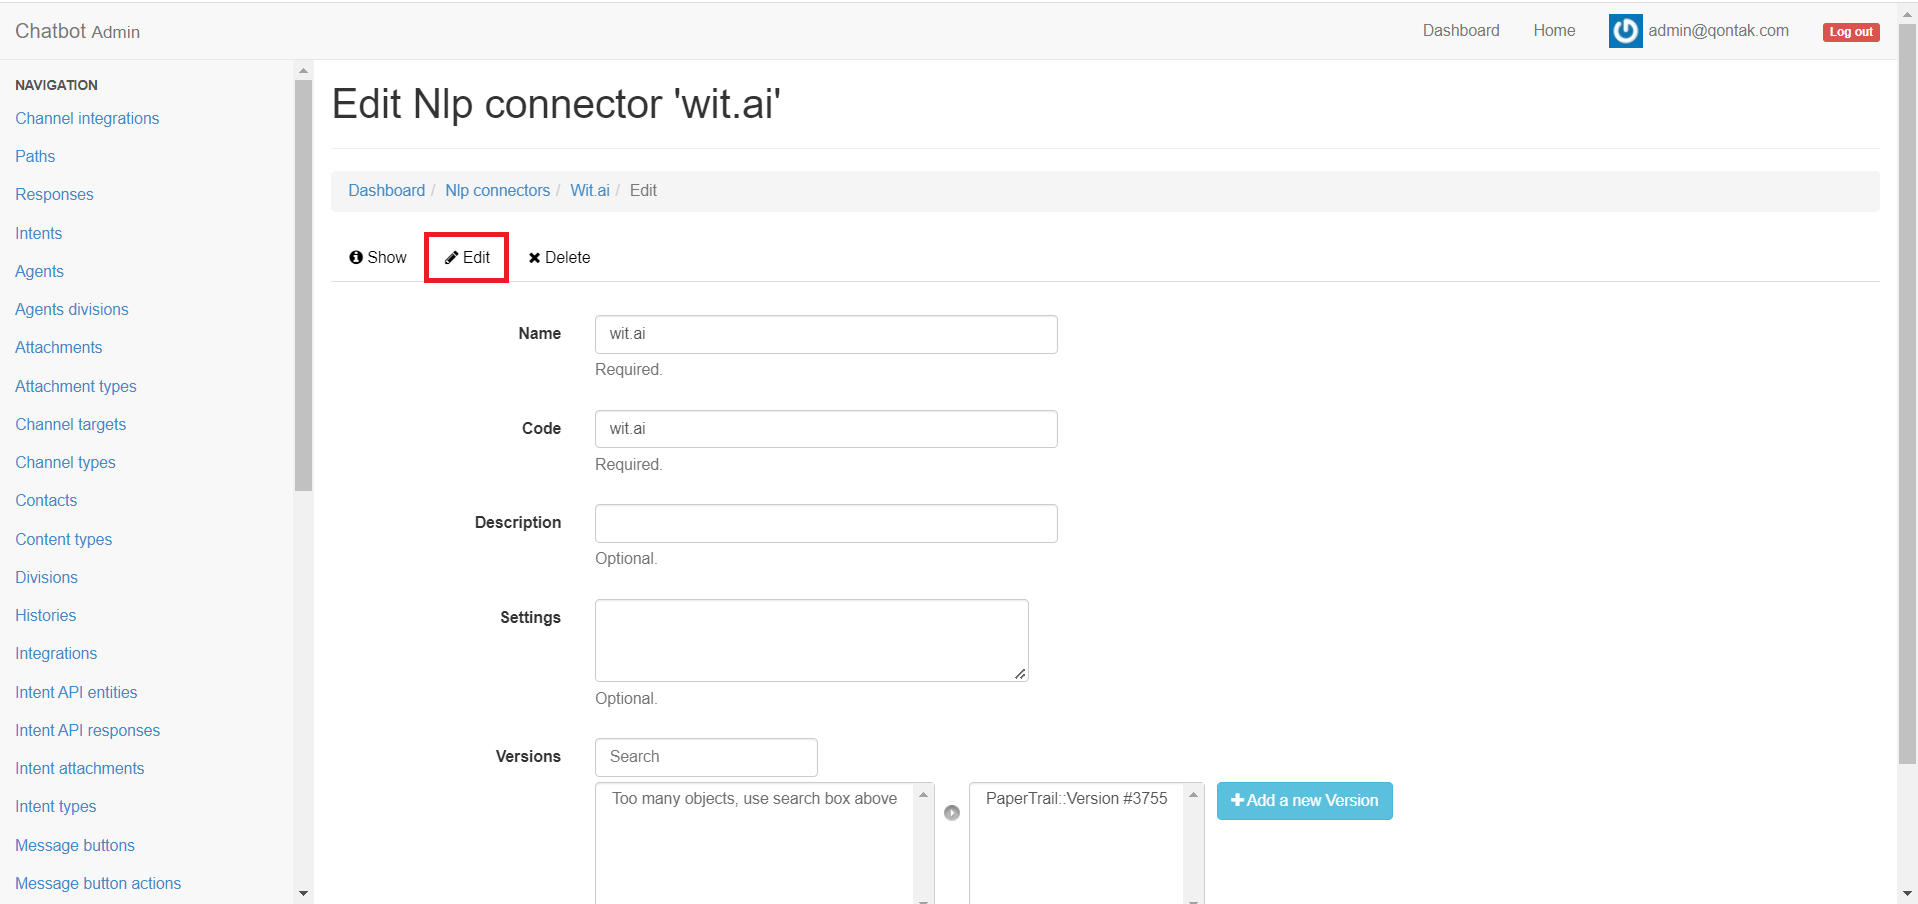 Chatbot Admin
Dashboard
Home
admin@qontak.com
Log out
NAVIGATION
Channel integrations
Paths
Responses
Intents
Agents
Agents divisions
Attachments
Attachment types
Channel targets
Channel types
Contacts
Content types
Divisions
Histories
Integrations
Intent API entities
Intent API responses
Intent attachments
Intent types
Message buttons
Message button actions
Edit Nlp connector 'wit.ai'
Dashboard / Nlp connectors / Wit.ai / Edit
Show
Edit
Delete
Name
wit.ai
Required.
Code
wit.ai
Required.
Description
Optional.
Settings
Optional.
Versions
Search
Too many objects, use search box above
PaperTrail::Version #3755
Add a new Version